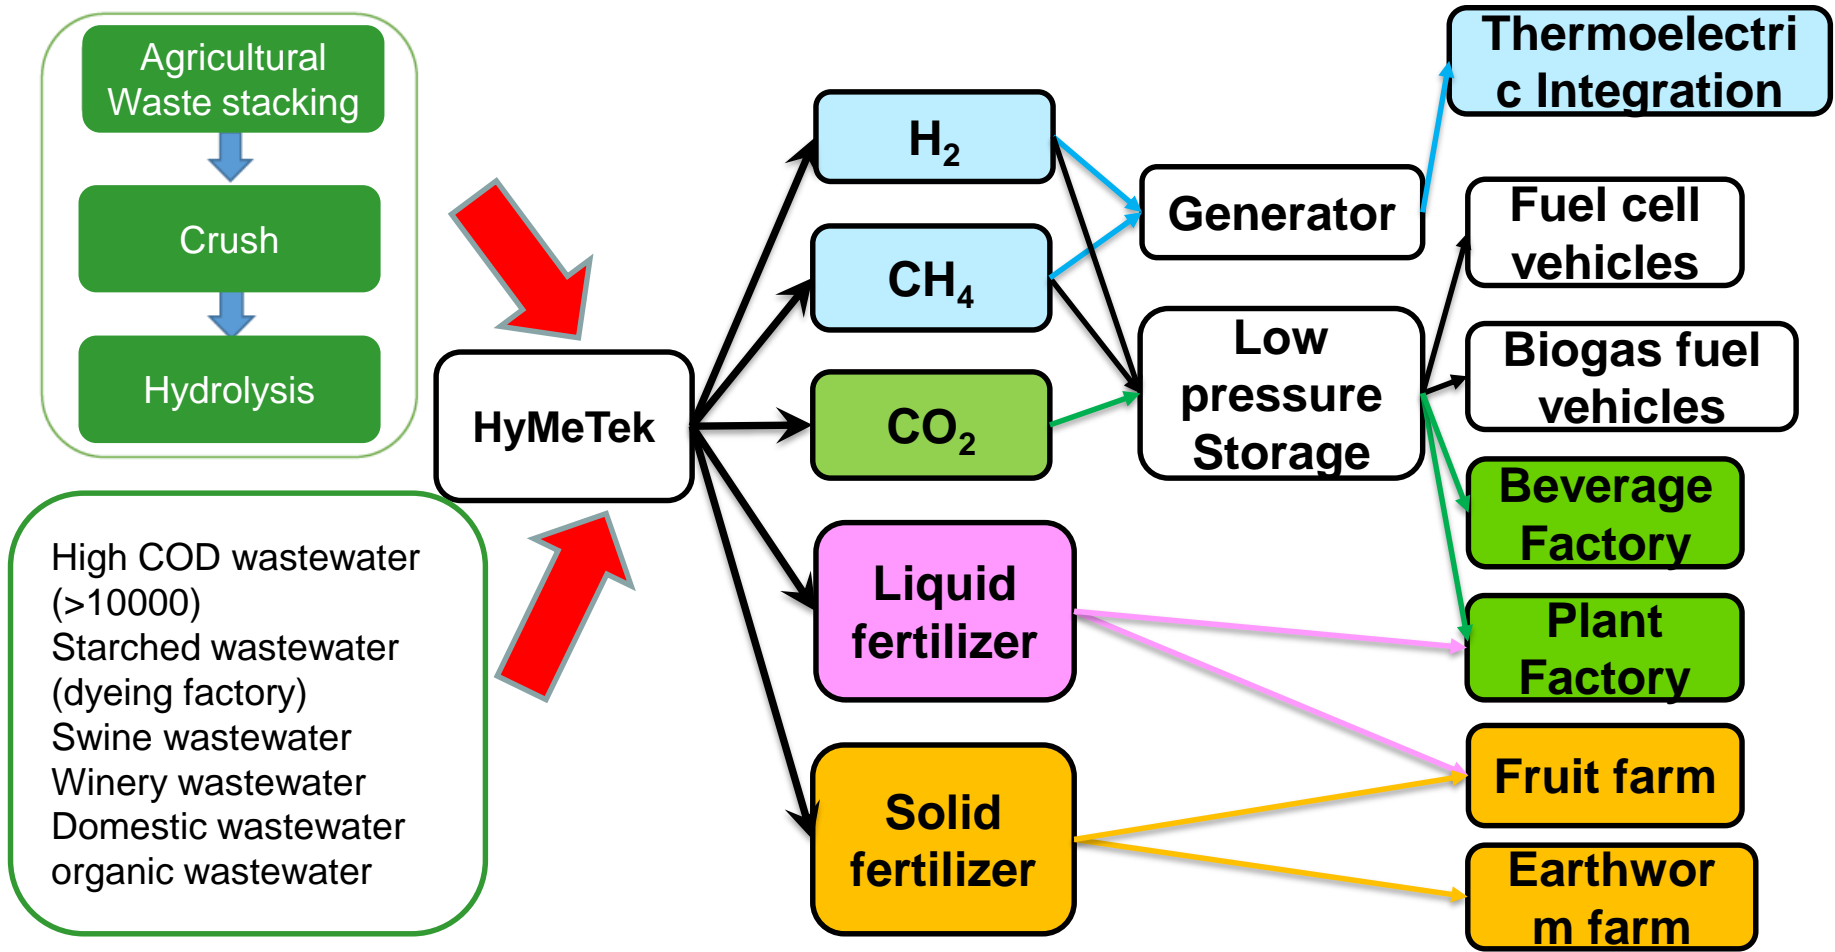 Agricultural
Waste stacking
Crush
Hydrolysis
High COD wastewater
(>10000)
Starched wastewater
(dyeing factory)
Swine wastewater
Winery wastewater
Domestic wastewater
organic wastewater
HyMeTek
H₂
CH₄
CO₂
Liquid
fertilizer
Solid
fertilizer
Generator
Low
pressure
Storage
Thermoelectri
c Integration
Fuel cell
vehicles
Biogas fuel
vehicles
Beverage
Factory
Plant
Factory
Fruit farm
Earthwor
m farm